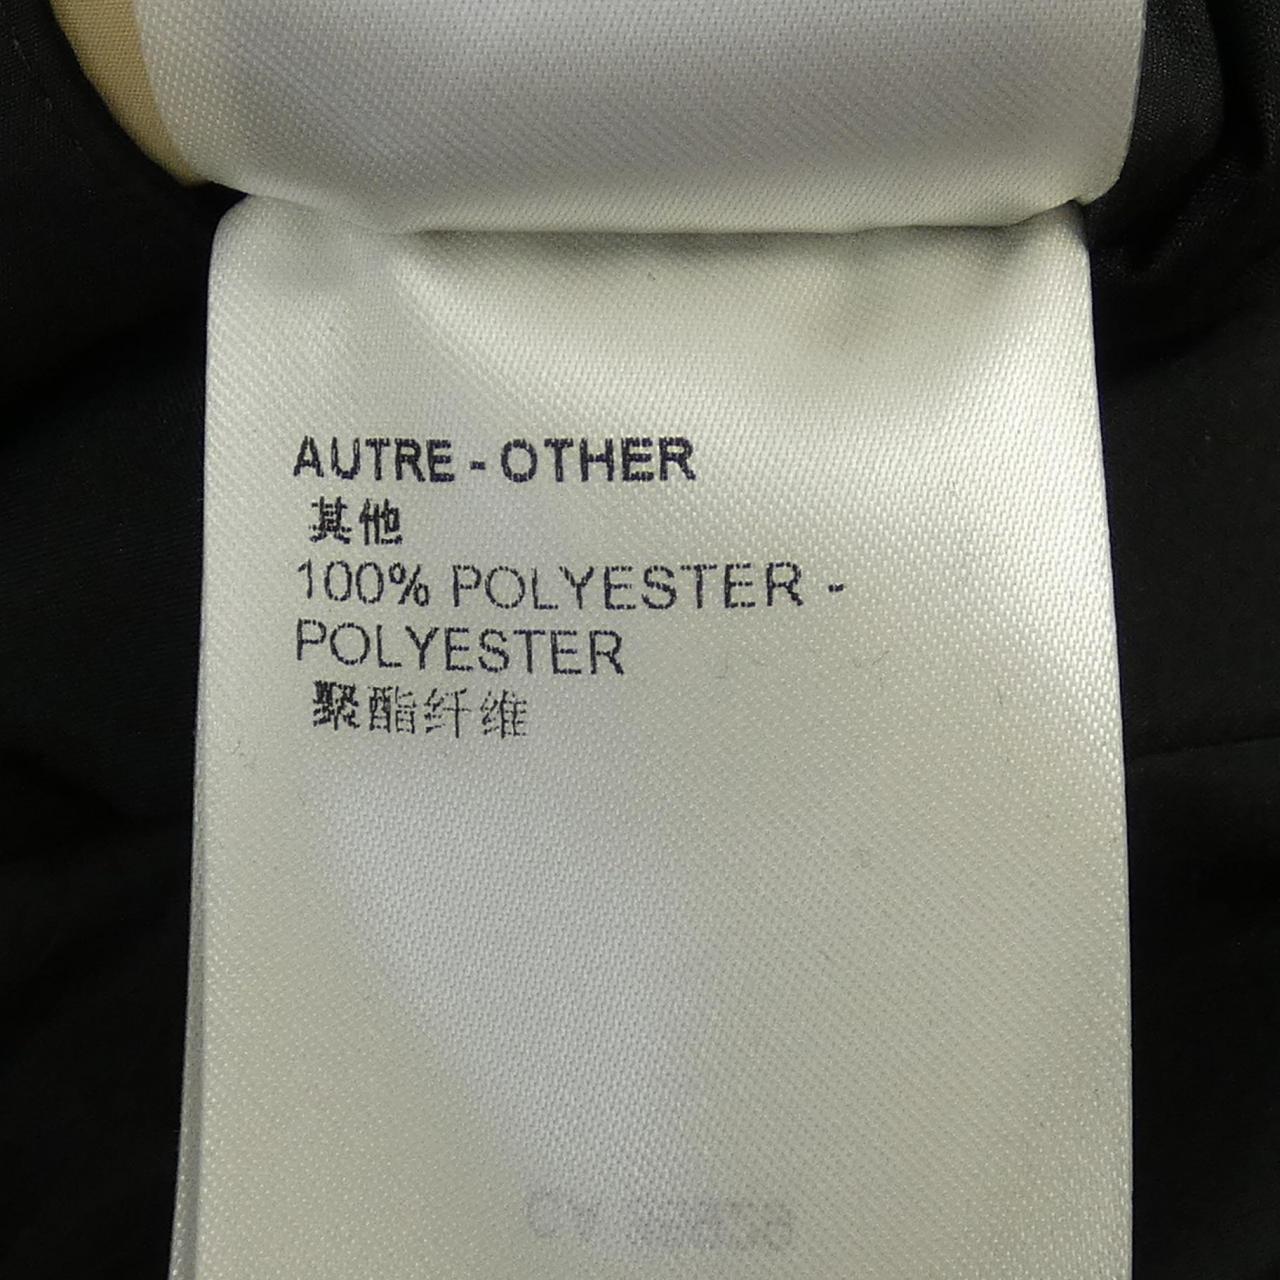 AUTRE - OTHER
其他
100% POLYESTER -
POLYESTER
聚酯纤维